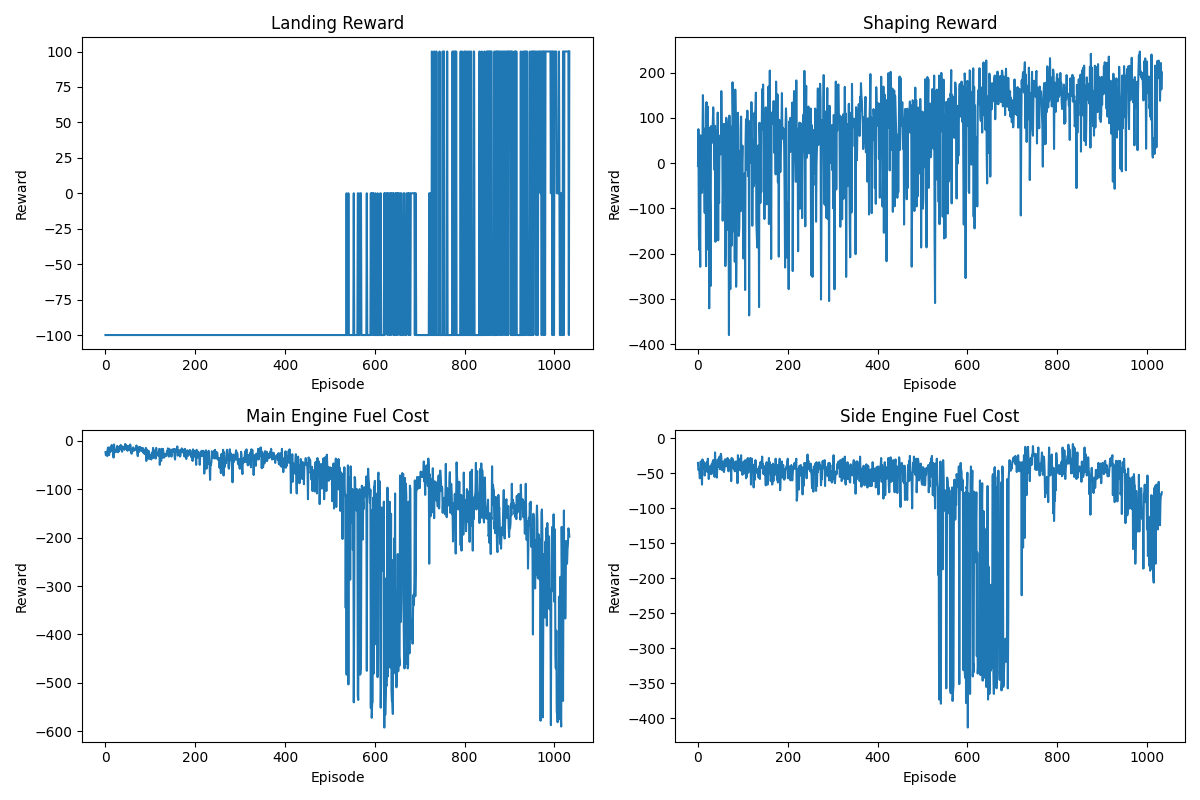 Landing Reward
Reward
100
75
50
25
0
−25
−50
−75
−100
0 200 400 600 800 1000
Episode
Shaping Reward
Reward
200
100
0
−100
−200
−300
−400
0 200 400 600 800 1000
Episode
Main Engine Fuel Cost
Reward
0
−100
−200
−300
−400
−500
−600
0 200 400 600 800 1000
Episode
Side Engine Fuel Cost
Reward
0
−50
−100
−150
−200
−250
−300
−350
−400
0 200 400 600 800 1000
Episode